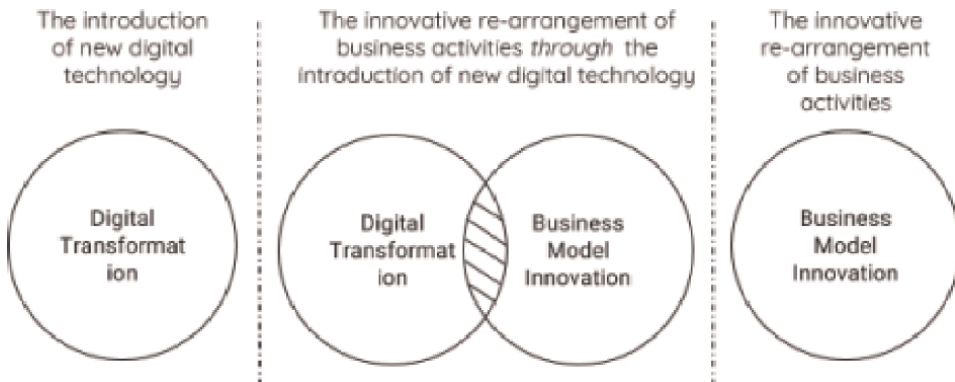 The introduction
of new digital
technology
The innovative re-arrangement of
business activities through the
introduction of new digital technology
The innovative
re-arrangement
of business
activities
Digital
Transformat
ion
Digital
Transformat
ion
Business
Model
Innovation
Business
Model
Innovation